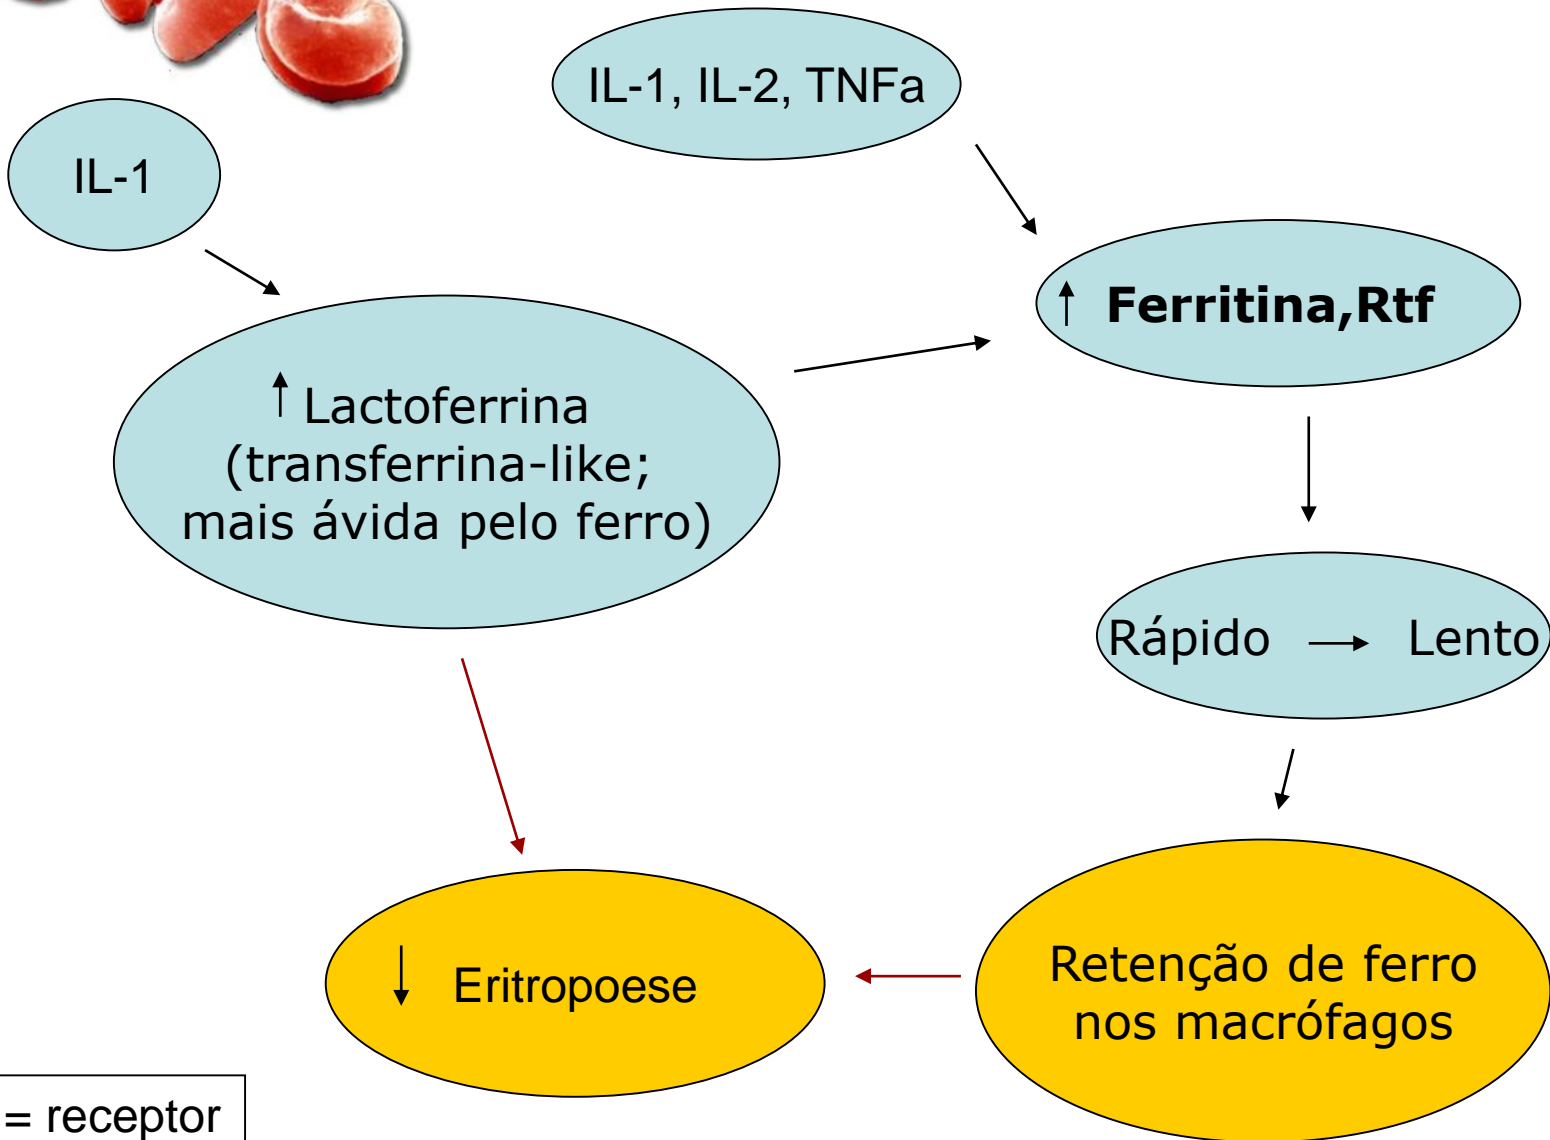 IL-1, IL-2, TNFa
IL-1
↑ Ferritina,Rtf
↑ Lactoferrina
(transferrina-like;
mais ávida pelo ferro)
Rápido → Lento
↓ Eritropoese
Retenção de ferro
nos macrófagos
= receptor